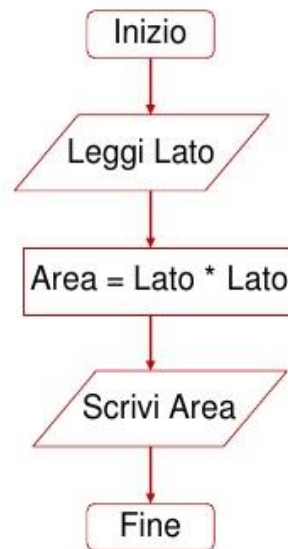 Inizio
Leggi Lato
Area = Lato * Lato
Scrivi Area
Fine